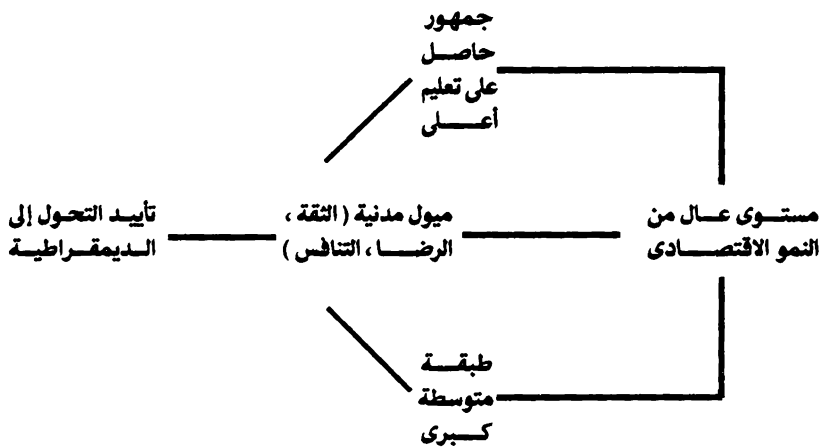 جمهور
حاصل
على تعليم
أعلى
مستوى عال من
النمو الاقتصادى
ميول مدنية ( الثقة ،
الرضا ، التنافس )
تأييد التحول إلى
الديمقراطية
طبقة
متوسطة
كبرى